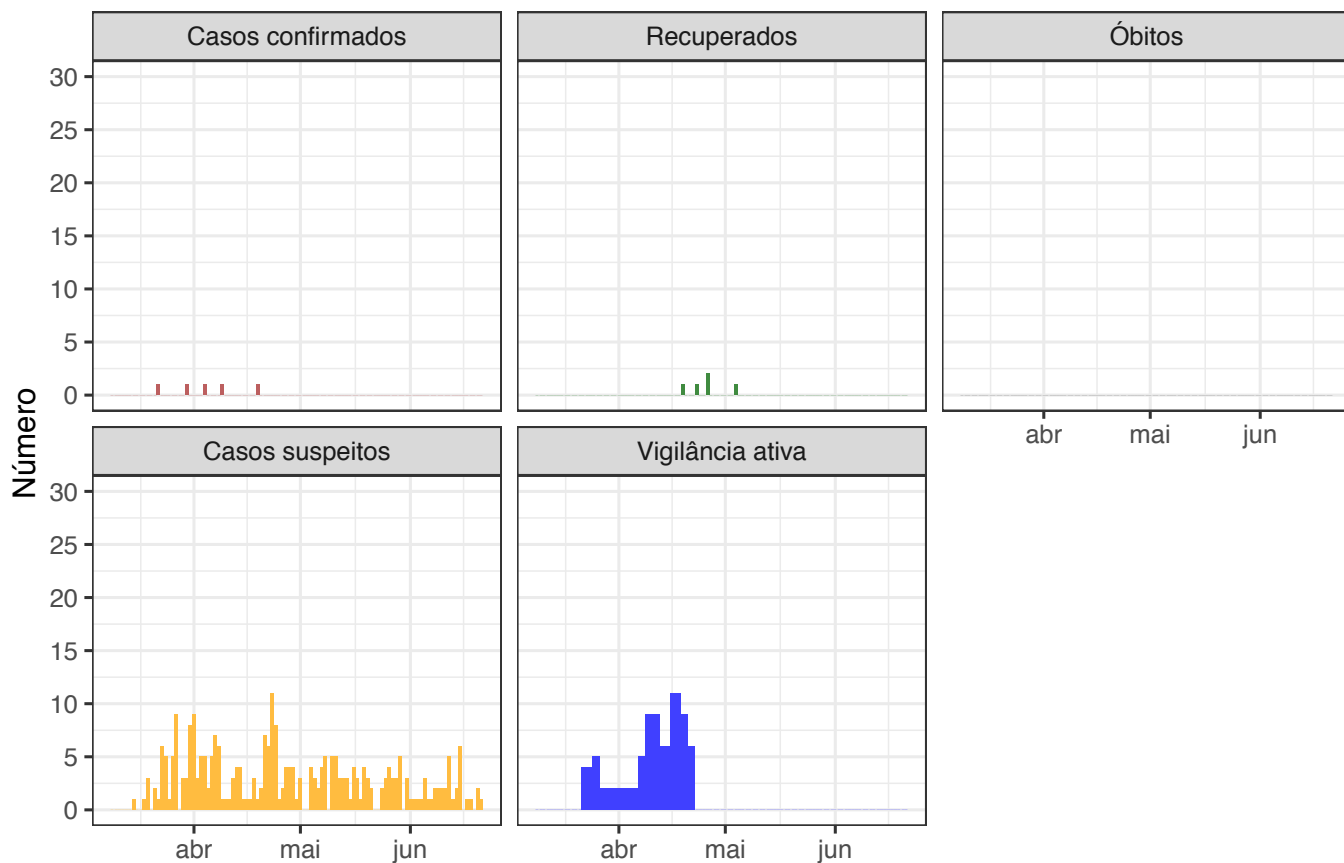 Casos confirmados
Recuperados
Óbitos
30
25
20
15
10
5
0
abr mai jun
Número
Casos suspeitos
Vigilância ativa
30
25
20
15
10
5
0
abr mai jun
abr mai jun